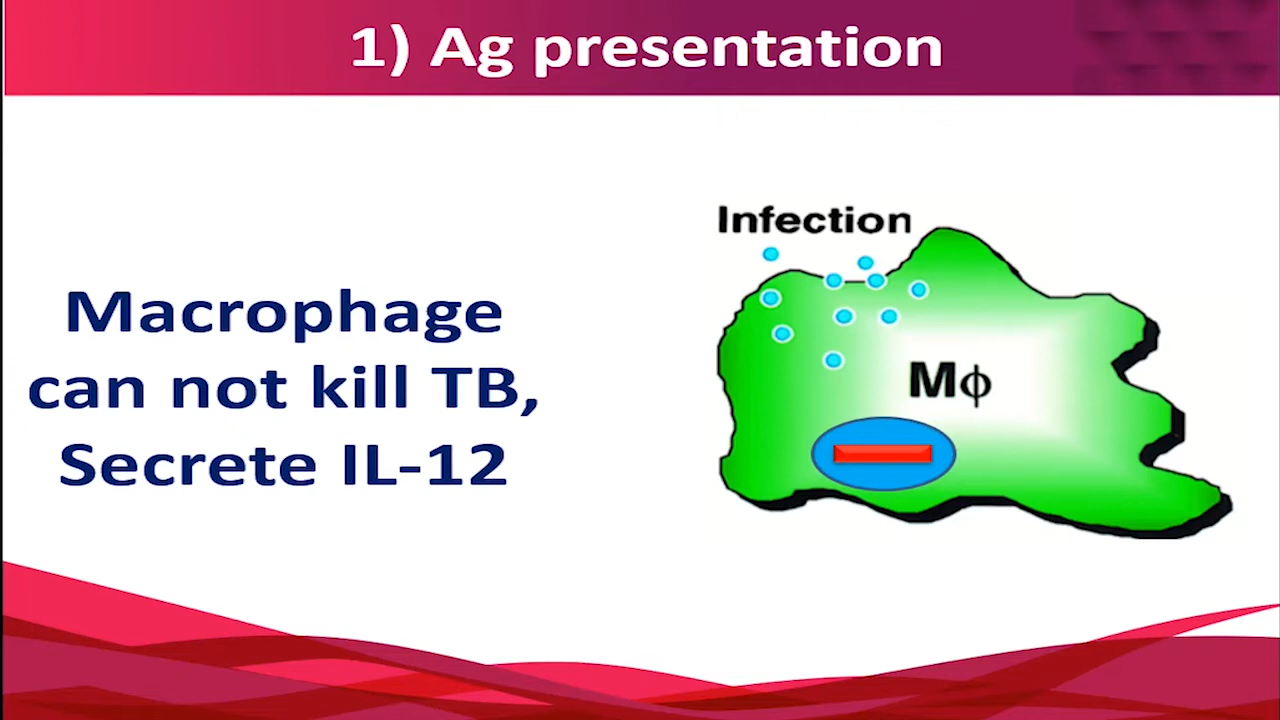 1) Ag presentation
Infection
Macrophage
can not kill TB,
Secrete IL-12
Mϕ